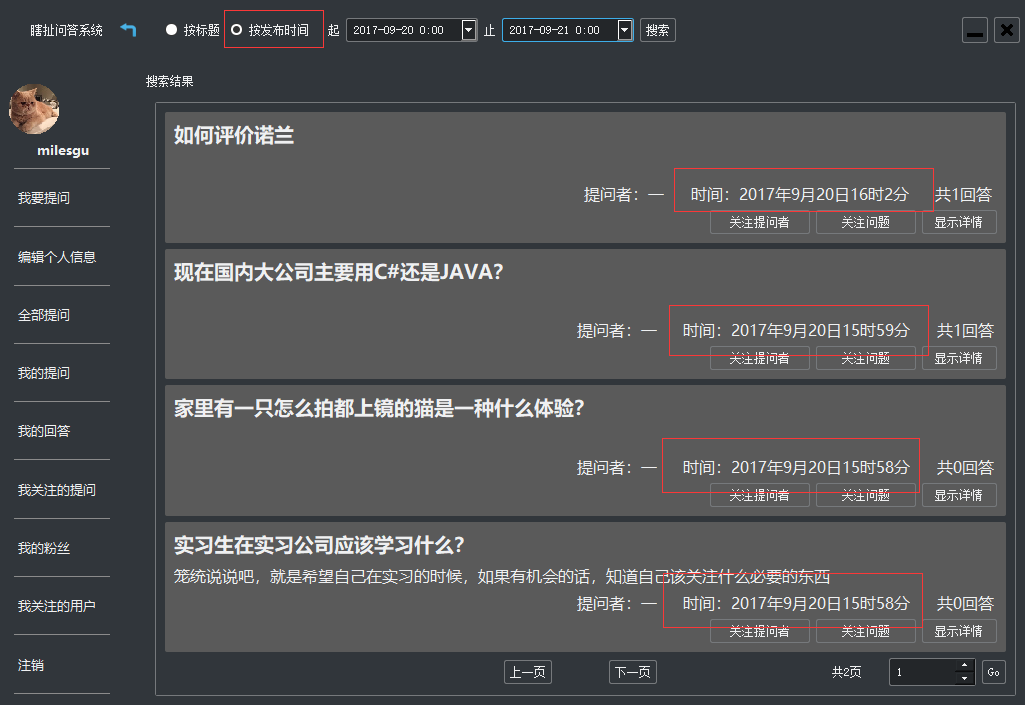 瞎扯问答系统 按标题 按发布时间 起 2017-09-20 0:00 止 2017-09-21 0:00 搜索
搜索结果
milesgu
我要提问
编辑个人信息
全部提问
我的提问
我的回答
我关注的提问
我的粉丝
我关注的用户
注销
如何评价诺兰
提问者：一 时间：2017年9月20日16时2分 共1回答
关注提问者 关注问题 显示详情
现在国内大公司主要用C#还是JAVA？
提问者：一 时间：2017年9月20日15时59分 共1回答
关注提问者 关注问题 显示详情
家里有一只怎么拍都上镜的猫是一种什么体验？
提问者：一 时间：2017年9月20日15时58分 共0回答
关注提问者 关注问题 显示详情
实习生在实习公司应该学习什么？
笼统说说吧，就是希望自己在实习的时候，如果有机会的话，知道自己该关注什么必要的东西
提问者：一 时间：2017年9月20日15时58分 共0回答
关注提问者 关注问题 显示详情
上一页 下一页 共2页 1 Go